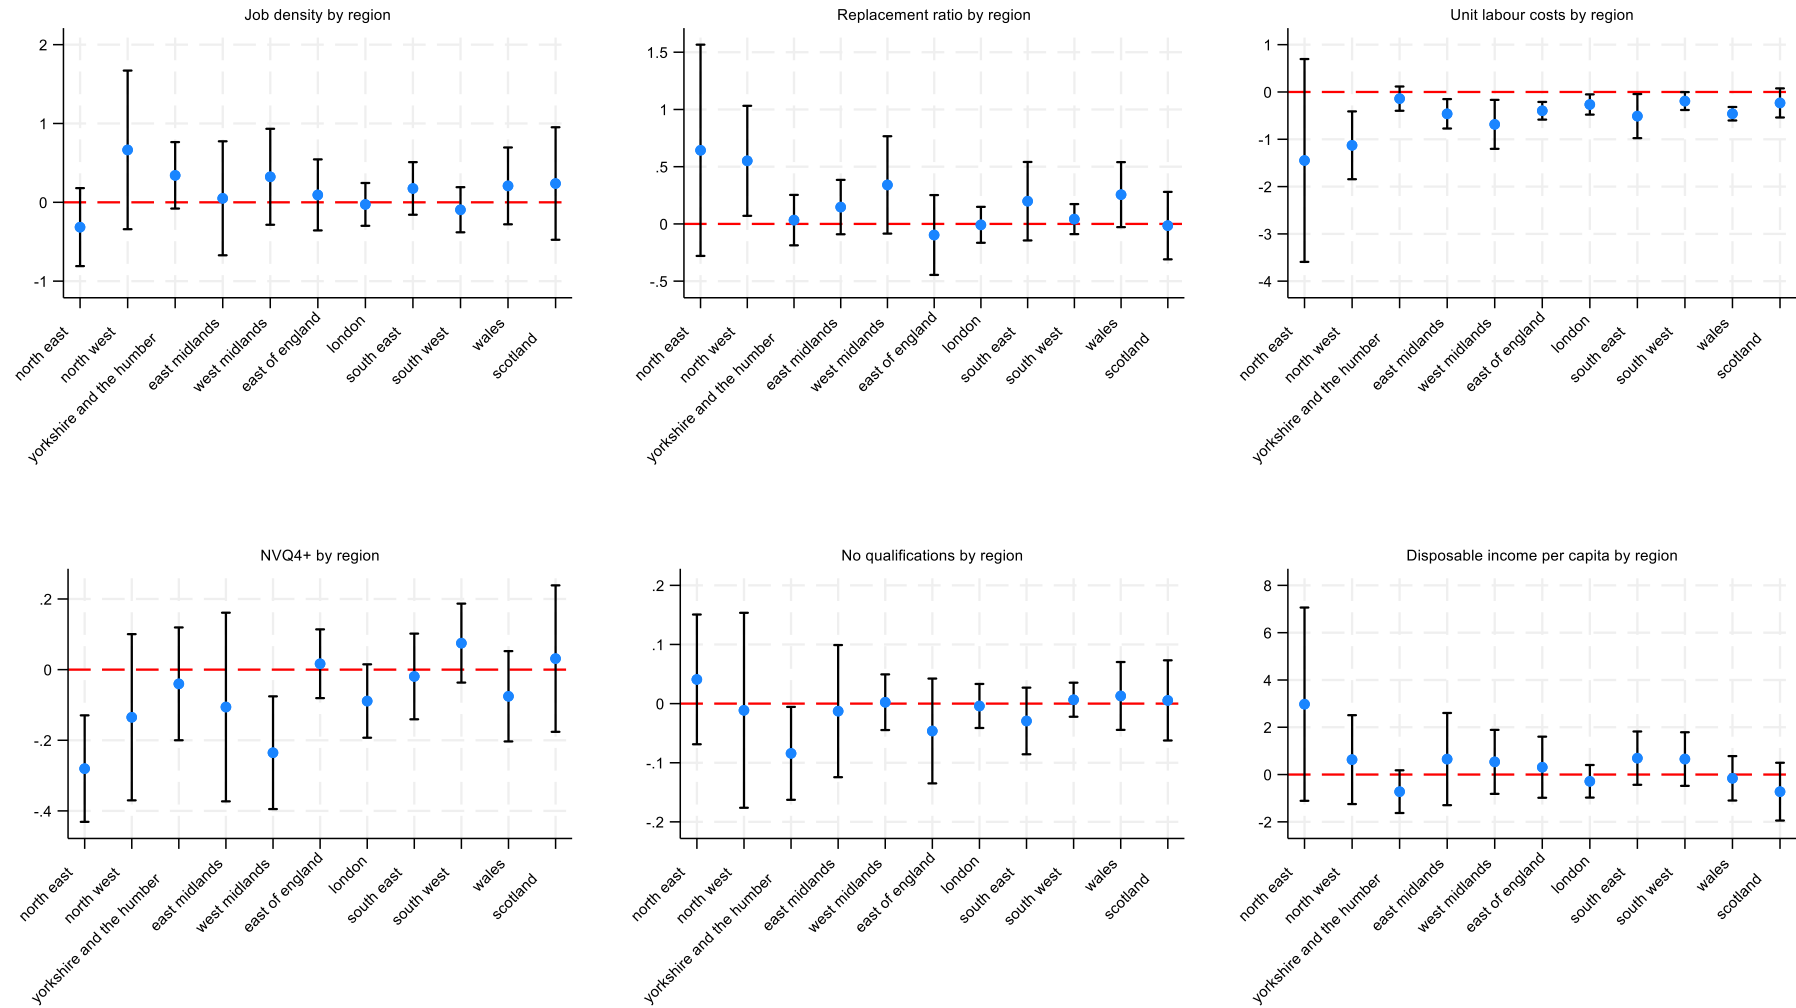 Job density by region
2
1
0
-1
north east
north west
yorkshire and the humber
east midlands
west midlands
east of england
london
south east
south west
wales
scotland
Replacement ratio by region
1.5
1
.5
0
-.5
north east
north west
yorkshire and the humber
east midlands
west midlands
east of england
london
south east
south west
wales
scotland
Unit labour costs by region
1
0
-1
-2
-3
-4
north east
north west
yorkshire and the humber
east midlands
west midlands
east of england
london
south east
south west
wales
scotland
NVQ4+ by region
.2
0
-.2
-.4
north east
north west
yorkshire and the humber
east midlands
west midlands
east of england
london
south east
south west
wales
scotland
No qualifications by region
.2
.1
0
-.1
-.2
north east
north west
yorkshire and the humber
east midlands
west midlands
east of england
london
south east
south west
wales
scotland
Disposable income per capita by region
8
6
4
2
0
-2
north east
north west
yorkshire and the humber
east midlands
west midlands
east of england
london
south east
south west
wales
scotland